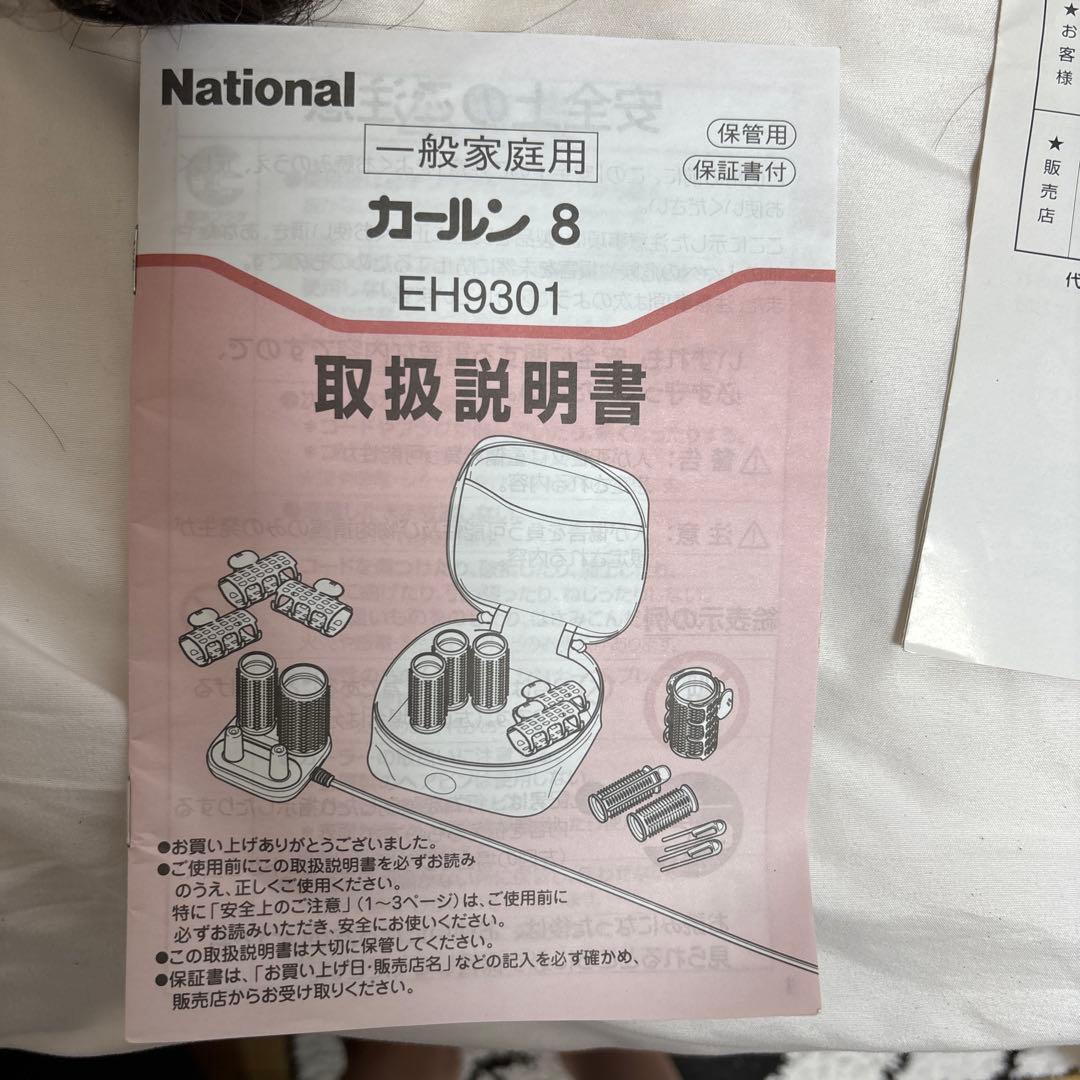 National
一般家庭用
保管用
保証書付
カールン 8
EH9301
取扱説明書
●お買い上げありがとうございました。
●ご使用前にこの取扱説明書を必ずお読み
のうえ、正しくご使用ください。
特に「安全上のご注意」(1~3ページ)は、ご使用前に
必ずお読みいただき、安全にお使いください。
●この取扱説明書は大切に保管してください。
●保証書は、「お買い上げ日・販売店名」などの記入を必ず確かめ、
販売店からお受け取りください。
★お客様
★販売店